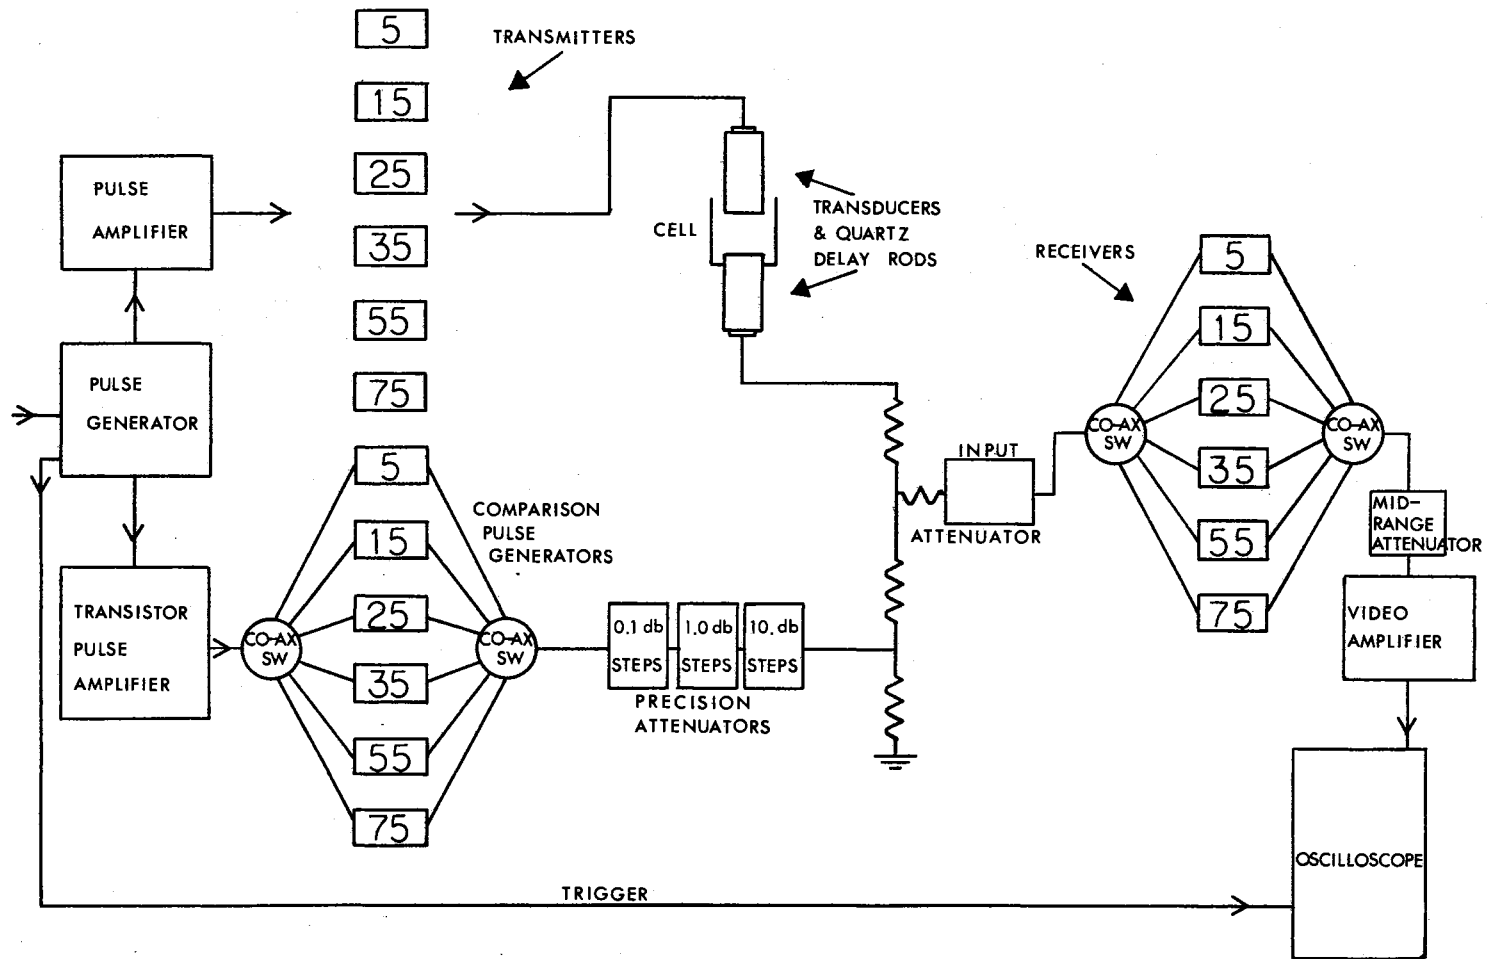 5
15
25
35
55
75
TRANSMITTERS
PULSE
AMPLIFIER
PULSE
GENERATOR
TRANSISTOR
PULSE
AMPLIFIER
CELL
TRANSDUCERS
& QUARTZ
DELAY RODS
CO-AX
SW
5
15
25
35
55
75
COMPARISON
PULSE
GENERATORS
CO-AX
SW
0.1 db
STEPS
1.0 db
STEPS
10. db
STEPS
PRECISION
ATTENUATORS
INPUT
ATTENUATOR
RECEIVERS
CO-AX
SW
5
15
25
35
55
75
CO-AX
SW
MID-
RANGE
ATTENUATOR
VIDEO
AMPLIFIER
OSCILLOSCOPE
TRIGGER